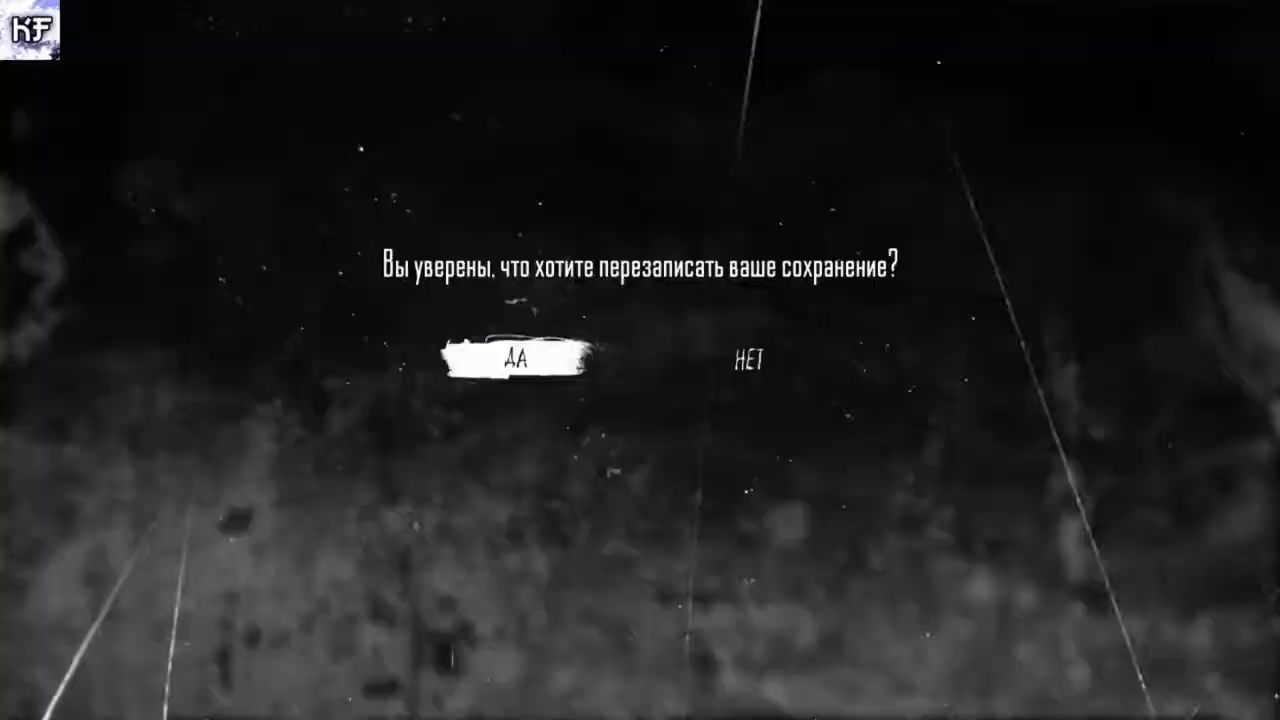 KF
Вы уверены, что хотите перезаписать ваше сохранение?
ДА
НЕТ